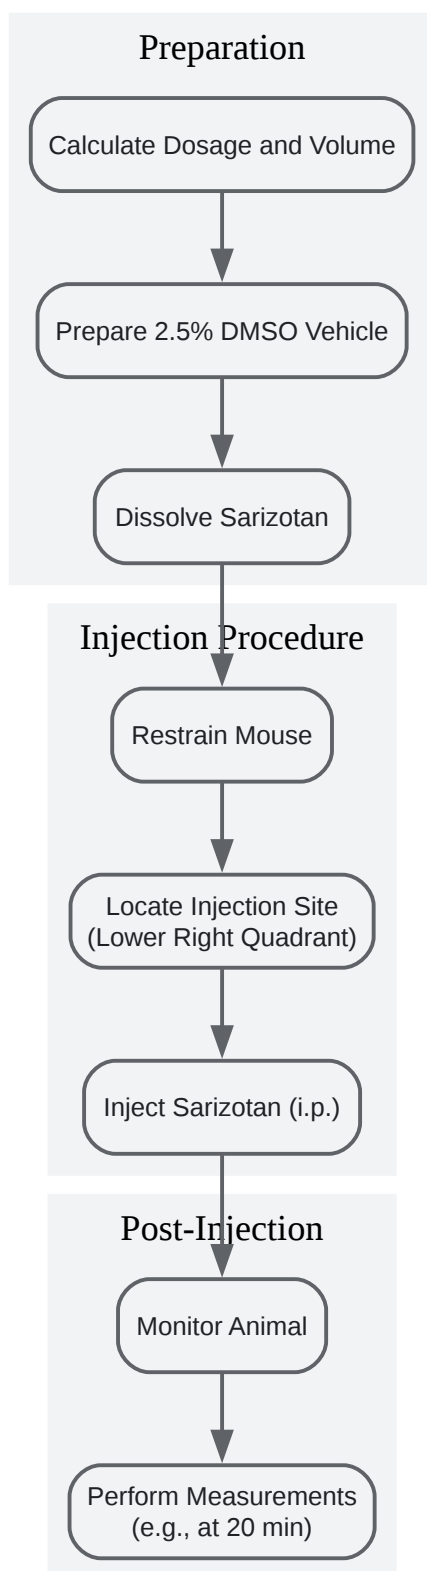 Preparation
Calculate Dosage and Volume
Prepare 2.5% DMSO Vehicle
Dissolve Sarizotan
Injection Procedure
Restrain Mouse
Locate Injection Site
(Lower Right Quadrant)
Inject Sarizotan (i.p.)
Post-Injection
Monitor Animal
Perform Measurements
(e.g., at 20 min)